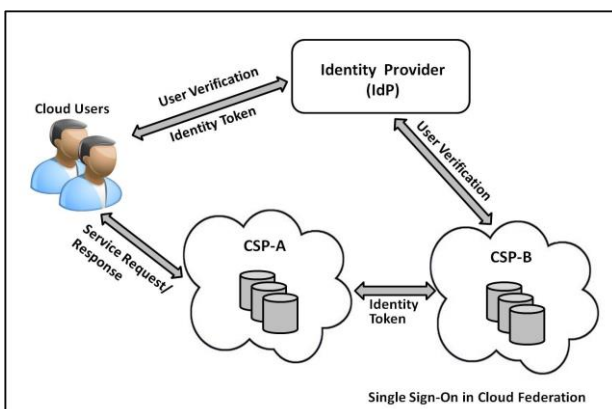 Identity Provider
(IdP)
User Verification
Identity Token
Cloud Users
User Verification
Service Request/
Response
CSP-A
CSP-B
Identity
Token
Single Sign-On in Cloud Federation